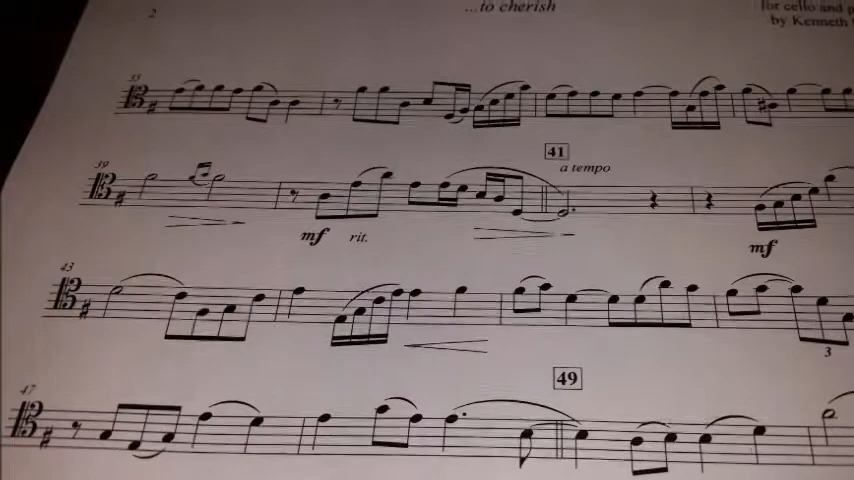 2
...to cherish
for cello and
by Kenneth
35
39
41
a tempo
mf
rit.
mf
43
3
47
49